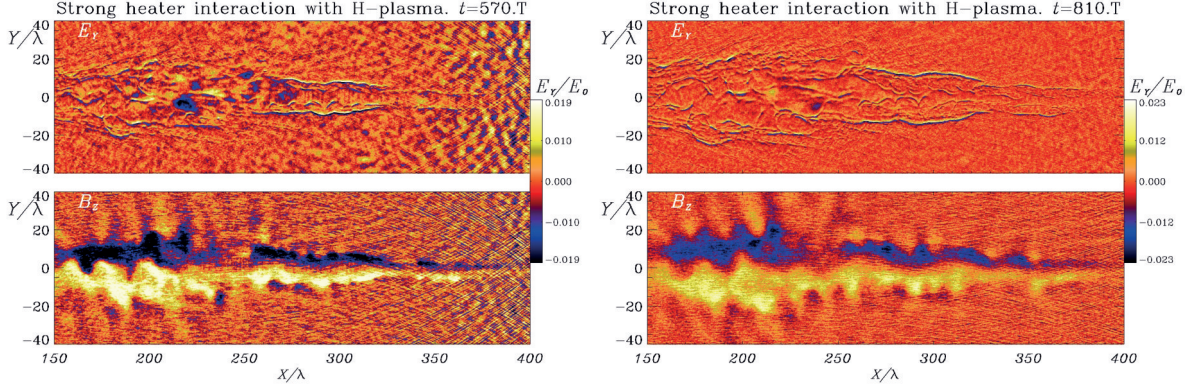 Strong heater interaction with H-plasma. t=570.T
Y/λ
40
20
0
-20
-40
E_Y
E_Y/E_0
0.019
0.010
0.000
-0.010
-0.019
Y/λ
40
20
0
-20
-40
B_Z
150 200 250 300 350 400
X/λ
Strong heater interaction with H-plasma. t=810.T
Y/λ
40
20
0
-20
-40
E_Y
E_Y/E_0
0.023
0.012
0.000
-0.012
-0.023
Y/λ
40
20
0
-20
-40
B_Z
150 200 250 300 350 400
X/λ